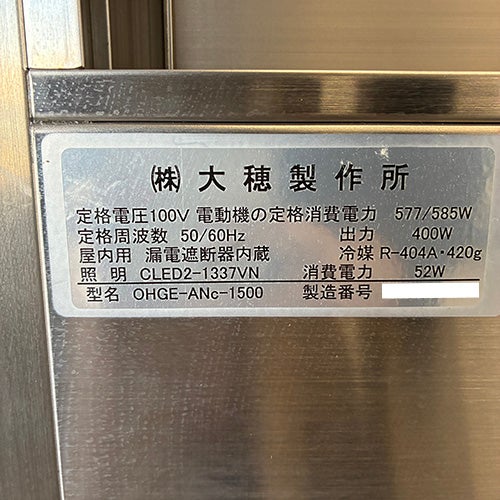 ㈱ 大穂製作所
定格電圧100V 電動機の定格消費電力 577/585W
定格周波数 50/60Hz 出力 400W
屋内用 漏電遮断器内蔵 冷媒 R-404A・420g
照明 CLED2-1337VN 消費電力 52W
型名 OHGE-ANc-1500 製造番号